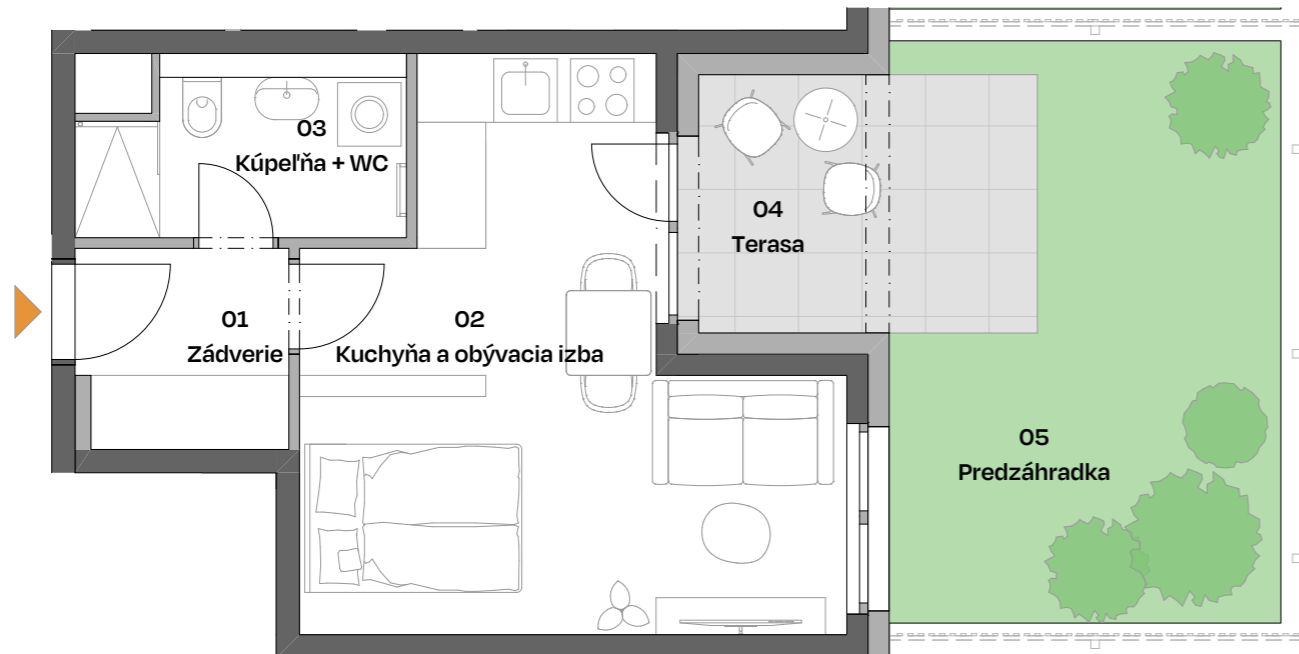 03
Kúpeľňa + WC
04
Terasa
01
Zádverie
02
Kuchyňa a obývacia izba
05
Predzáhradka